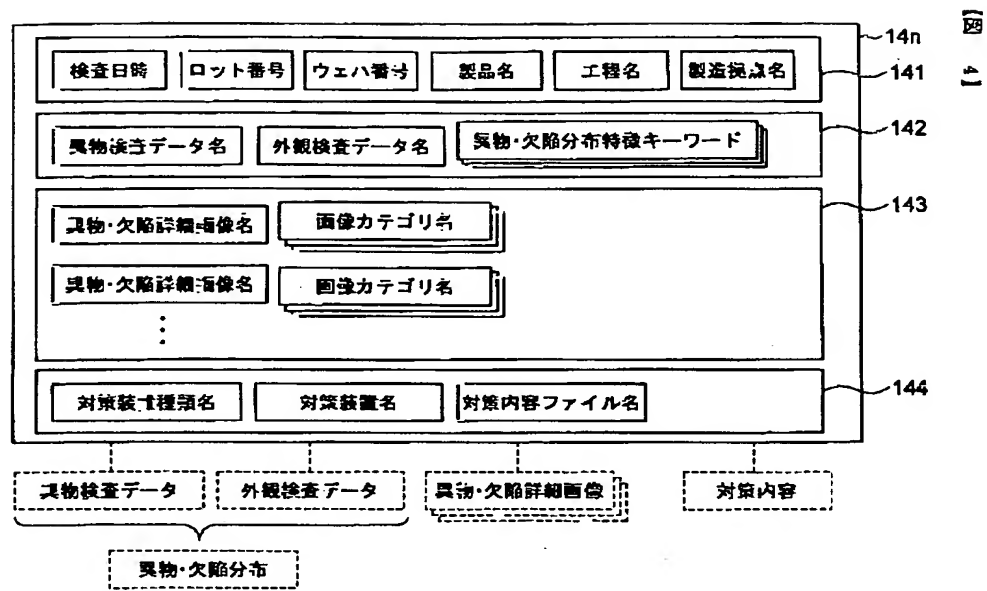 【図 4】
14n
検査日時 ロット番号 ウェハ番号 製品名 工程名 製造拠点名
141
異物検査データ名 外観検査データ名 異物・欠陥分布特徴キーワード
142
異物・欠陥詳細画像名 画像カテゴリ名
143
異物・欠陥詳細画像名 画像カテゴリ名
対策装置種類名 対策装置名 対策内容ファイル名
144
異物検査データ 外観検査データ 異物・欠陥詳細画像 対策内容
異物・欠陥分布